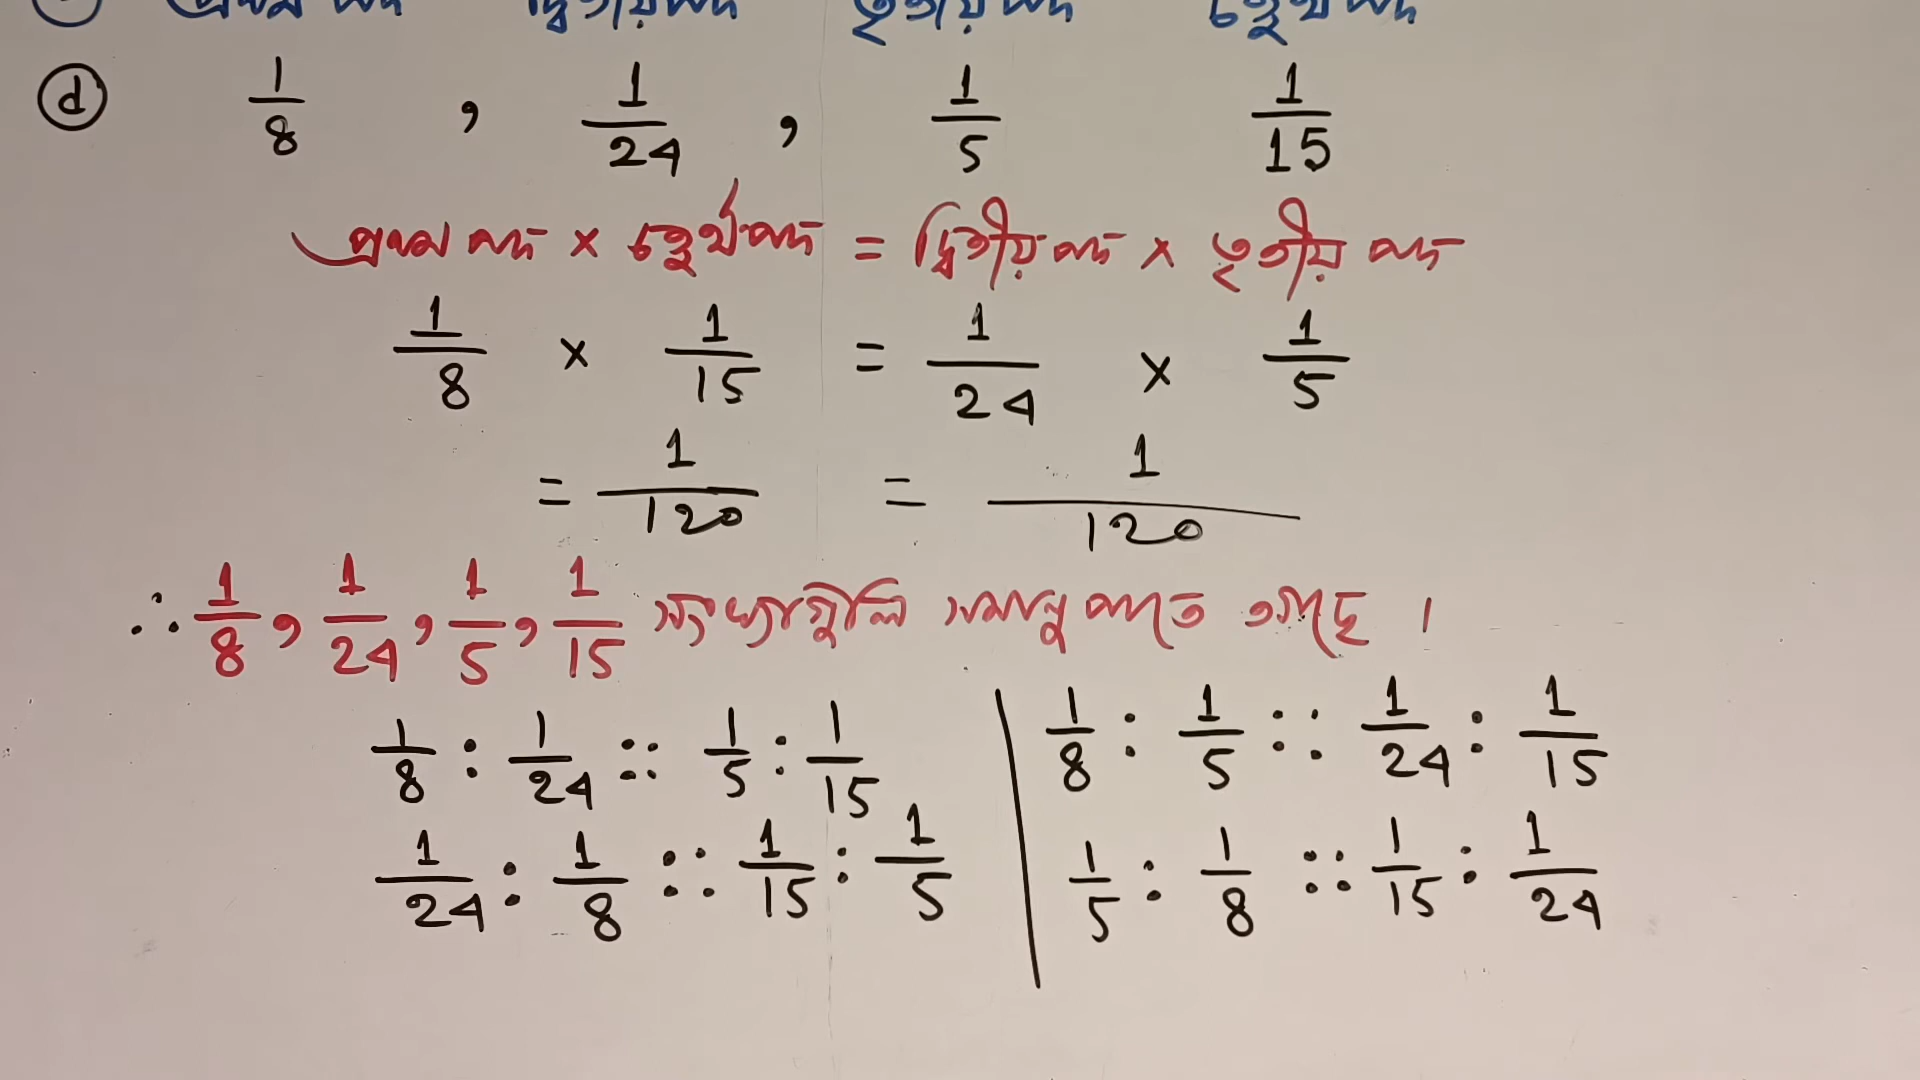 প্রথম পদ দ্বিতীয় পদ তৃতীয় পদ চতুর্থ পদ
(d) 1/8 , 1/24 , 1/5 1/15
প্রথম পদ × চতুর্থ পদ = দ্বিতীয় পদ × তৃতীয় পদ
1/8 × 1/15 = 1/24 × 1/5
= 1/120 = 1/120
∴ 1/8, 1/24, 1/5, 1/15 সংখ্যাগুলি সমানুপাতে আছে ।
1/8 : 1/24 :: 1/5 : 1/15
1/24 : 1/8 :: 1/15 : 1/5
1/8 : 1/5 :: 1/24 : 1/15
1/5 : 1/8 :: 1/15 : 1/24